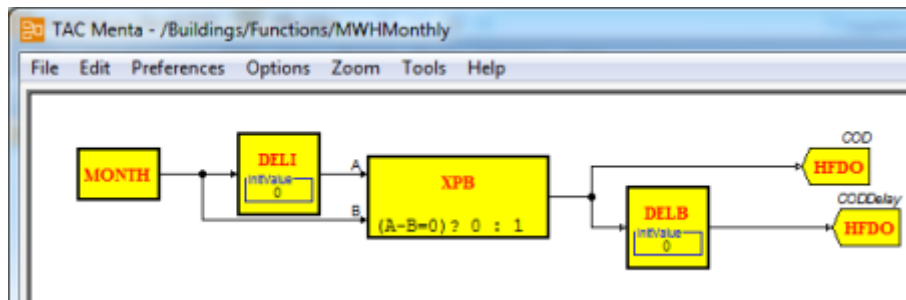 TAC Menta - /Buildings/Functions/MWHMonthly
File Edit Preferences Options Zoom Tools Help
COD
MONTH
DELI
InitValue
0
A
B
XPB
(A-B=0)? 0 : 1
HFDO
CODDelay
DELB
InitValue
0
HFDO